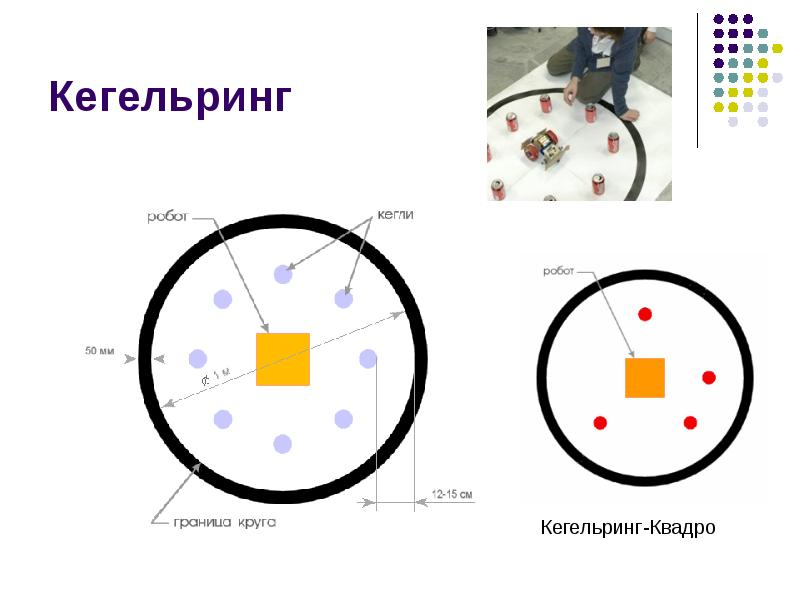 Кегельринг
робот
кегли
50 мм
⌀ 1 м
12-15 см
граница круга
робот
Кегельринг-Квадро